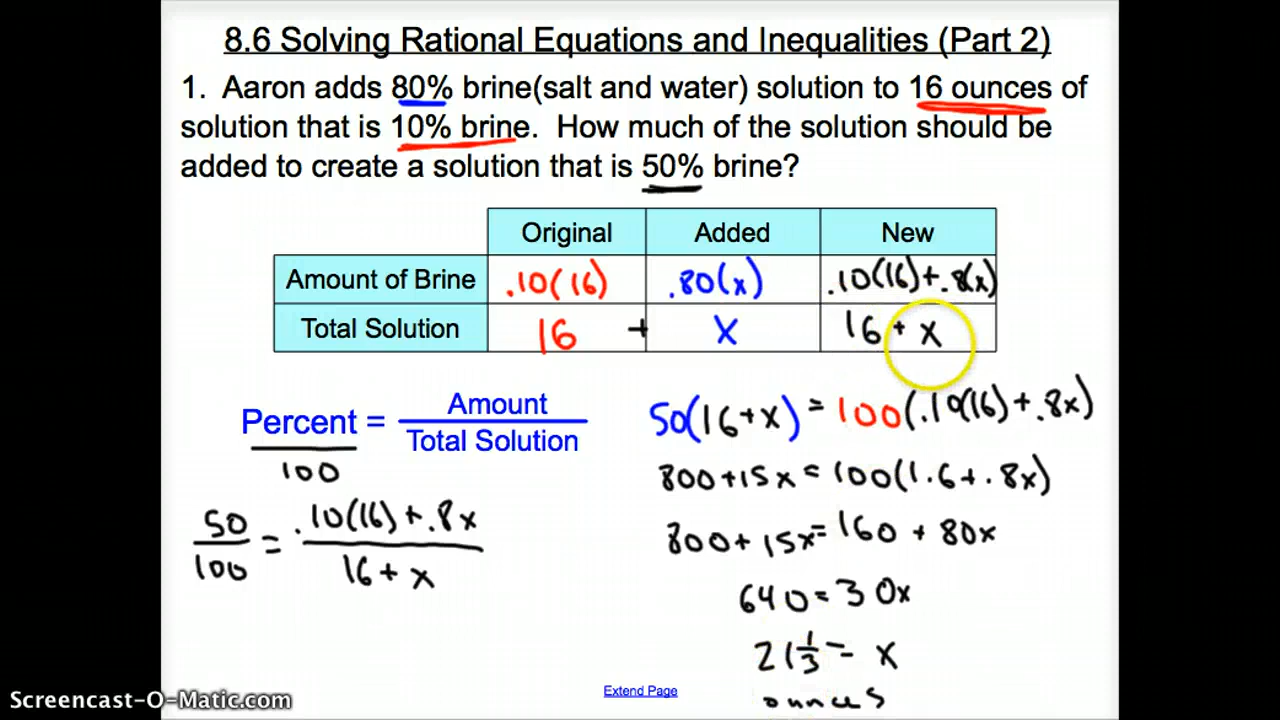 8.6 Solving Rational Equations and Inequalities (Part 2)
1. Aaron adds 80% brine(salt and water) solution to 16 ounces of
solution that is 10% brine. How much of the solution should be
added to create a solution that is 50% brine?
Original Added New
Amount of Brine .10(16) .80(x) .10(16)+.8(x)
Total Solution 16 + x 16 + x
Percent = Amount
100 Total Solution
50 = .10(16)+.8x
100 16+x
50(16+x) = 100(.10(16)+.8x)
800+15x = 100(1.6+.8x)
800+15x = 160 + 80x
640 = 30x
21 1/3 = x
ounces
Extend Page
Screencast-O-Matic.com